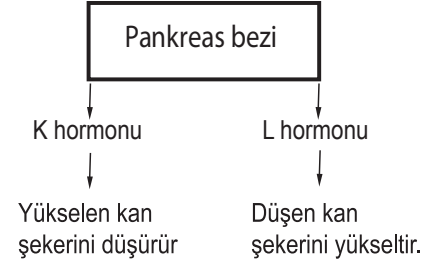 Pankreas bezi
K hormonu
L hormonu
Yükselen kan
şekerini düşürür
Düşen kan
şekerini yükseltir.